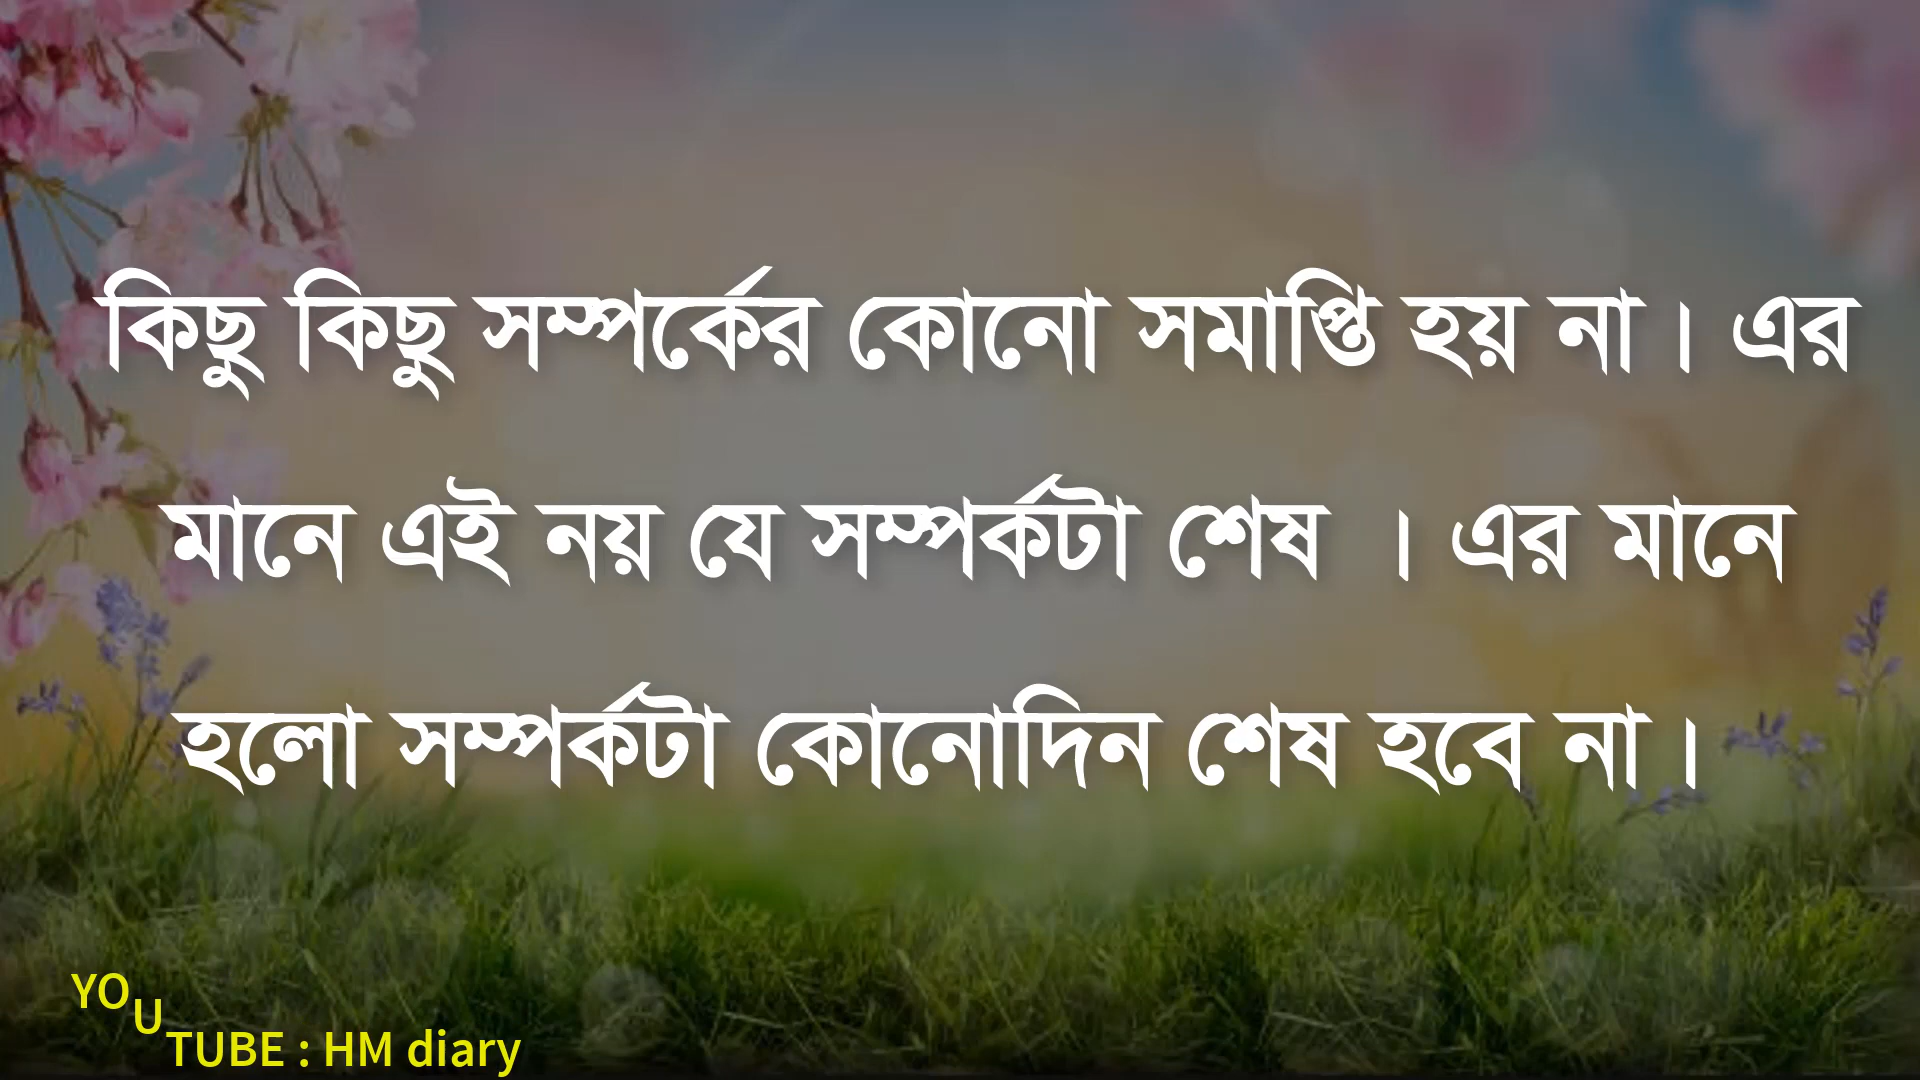 কিছু কিছু সম্পর্কের কোনো সমাপ্তি হয় না। এর
মানে এই নয় যে সম্পর্কটা শেষ । এর মানে
হলো সম্পর্কটা কোনোদিন শেষ হবে না।
YOUTUBE : HM diary